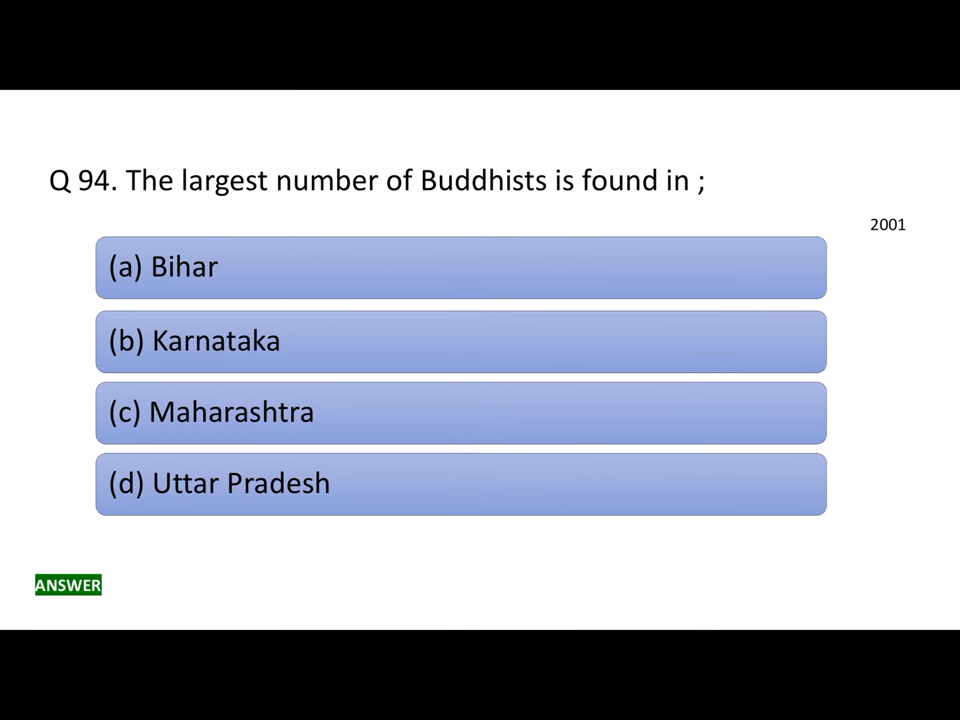 Q 94. The largest number of Buddhists is found in ;
2001
(a) Bihar
(b) Karnataka
(c) Maharashtra
(d) Uttar Pradesh
ANSWER